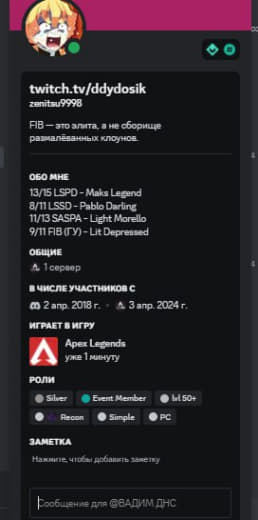 twitch.tv/ddydosik
zenitsu9998
FIB — это элита, а не сборище
размалёванных клоунов.
ОБО МНЕ
13/15 LSPD - Maks Legend
8/11 LSSD - Pablo Darling
11/13 SASPA - Light Morello
9/11 FIB (ГУ) - Lit Depressed
ОБЩИЕ
1 сервер
В ЧИСЛЕ УЧАСТНИКОВ С
2 апр. 2018 г. • 3 апр. 2024 г.
ИГРАЕТ В ИГРУ
Apex Legends
уже 1 минуту
РОЛИ
Silver Event Member lvl 50+
Recon Simple PC
ЗАМЕТКА
Нажмите, чтобы добавить заметку
Сообщение для @ВАДИМ ДНС